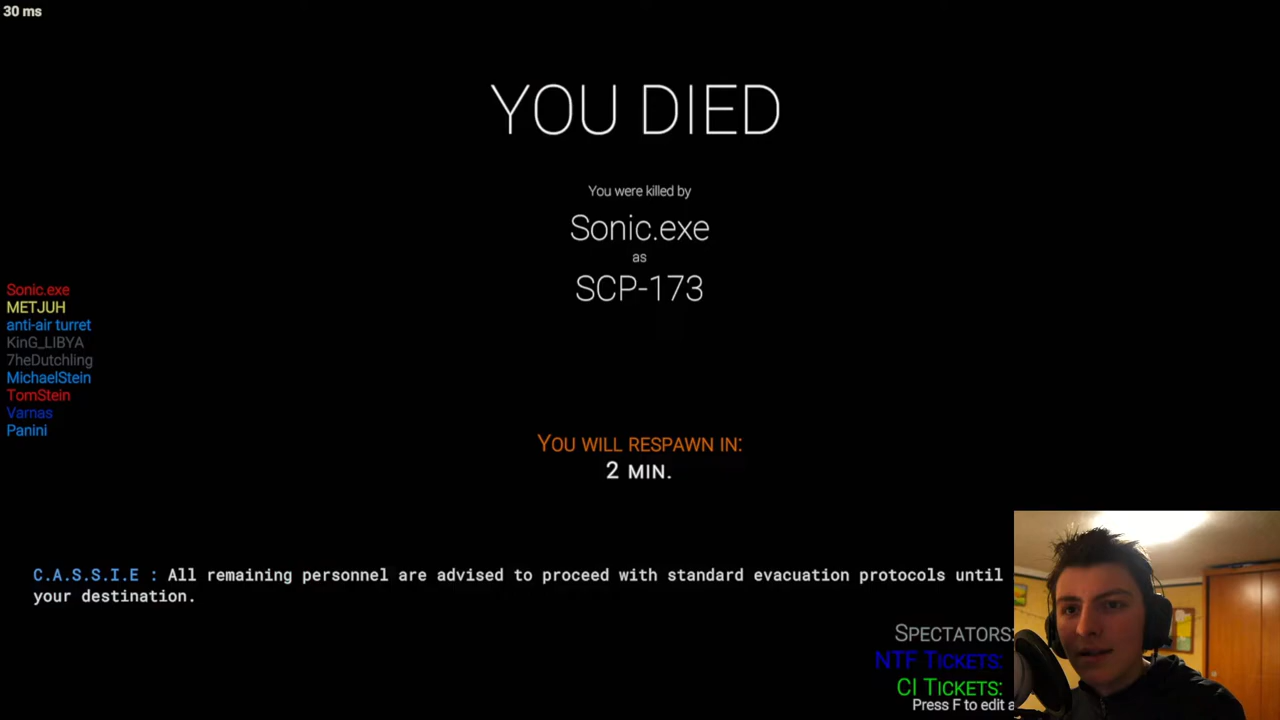 30 ms
YOU DIED
You were killed by
Sonic.exe
as
SCP-173
Sonic.exe
METJUH
anti-air turret
KinG_LIBYA
7heDutchling
MichaelStein
TomStein
Varnas
Panini
YOU WILL RESPAWN IN:
2 MIN.
C.A.S.S.I.E : All remaining personnel are advised to proceed with standard evacuation protocols until
your destination.
SPECTATORS:
NTF TICKETS:
CI TICKETS:
Press F to edit a